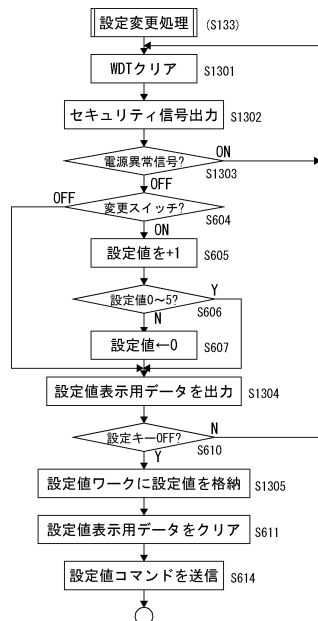 設定変更処理 (S133)
WDTクリア S1301
セキュリティ信号出力 S1302
電源異常信号? ON S1303
OFF
OFF 変更スイッチ? S604
ON
設定値を+1 S605
設定値0～5? Y S606
N
設定値←0 S607
設定値表示用データを出力 S1304
設定キーOFF? N S610
Y
設定値ワークに設定値を格納 S1305
設定値表示用データをクリア S611
設定値コマンドを送信 S614